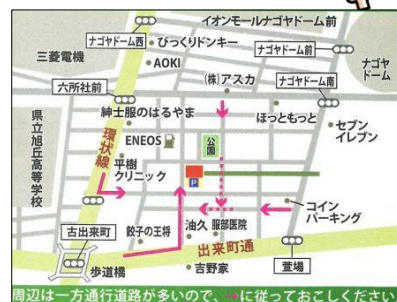 イオンモールナゴヤドーム前
ナゴヤドーム西
びっくりドンキー
ナゴヤドーム前
三菱電機
AOKI
ナゴヤドーム
六所社前
(株)アスカ
ナゴヤドーム南
紳士服のはるやま
ほっともっと
県立旭丘高等学校
環状線
ENEOS
公園
セブン
イレブン
平樹
クリニック
P
コイン
パーキング
古出来町
餃子の王将
油久
服部医院
出来町通
萱場
歩道橋
吉野家
周辺は一方通行道路が多いので、→に従っておこしください